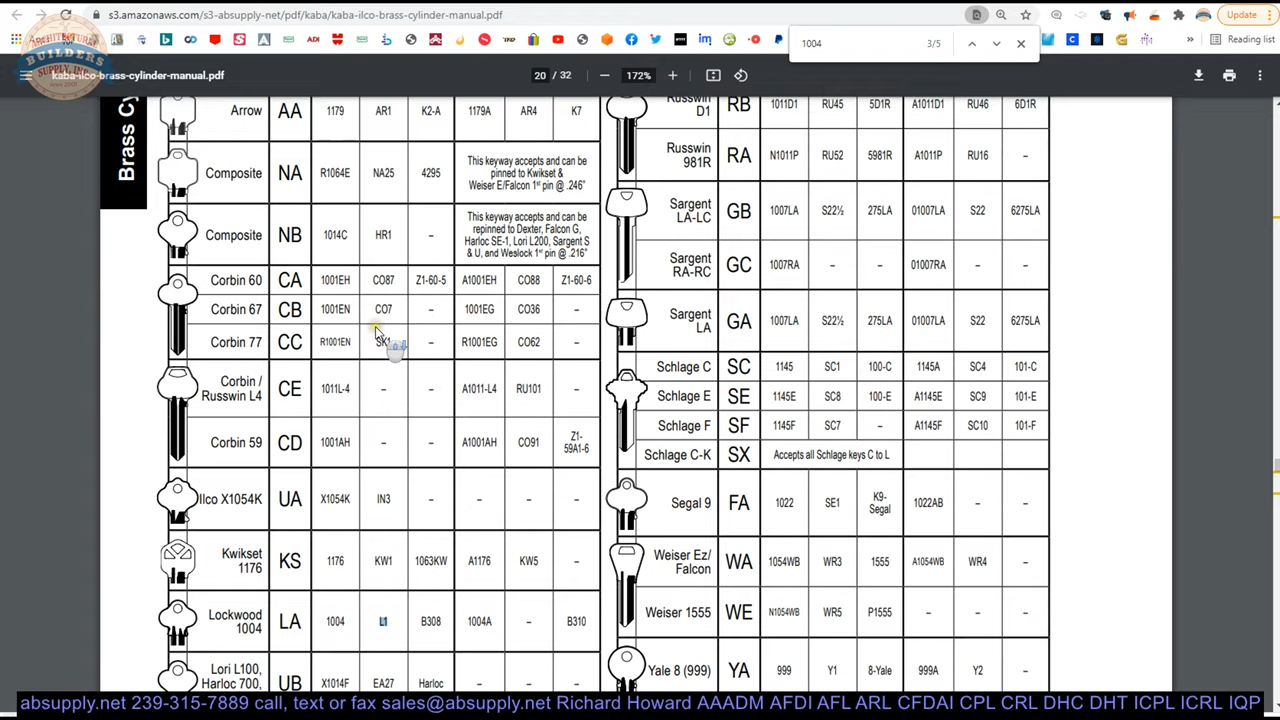 s3.amazonaws.com/s3-absupply-net/pdf/kaba/kaba-ilco-brass-cylinder-manual.pdf
Update
Reading list
1004
3/5
ARCHITECTURAL
BUILDERS
SUPPLY, INC.
kaba-ilco-brass-cylinder-manual.pdf
20 / 32
172%
Brass Cy
Arrow AA 1179 AR1 K2-A 1179A AR4 K7
Composite NA R1064E NA25 4295
This keyway accepts and can be
pinned to Kwikset &
Weiser E/Falcon 1st pin @ .246"
Composite NB 1014C HR1 –
This keyway accepts and can be
repinned to Dexter, Falcon G,
Harloc SE-1, Lori L200, Sargent S
& U, and Weslock 1st pin @ .216"
Corbin 60 CA 1001EH CO87 Z1-60-5 A1001EH CO88 Z1-60-6
Corbin 67 CB 1001EN CO7 – 1001EG CO36 –
Corbin 77 CC R1001EN SK1 – R1001EG CO62 –
Corbin /
Russwin L4 CE 1011L-4 – – A1011-L4 RU101 –
Corbin 59 CD 1001AH – – A1001AH CO91 Z1-
59A1-6
Ilco X1054K UA X1054K IN3 – – – –
Kwikset
1176 KS 1176 KW1 1063KW A1176 KW5 –
Lockwood
1004 LA 1004 L1 B308 1004A – B310
Lori L100,
Harloc 700, UB X1014F EA27 Harloc – – –
Russwin
D1 RB 1011D1 RU45 5D1R A1011D1 RU46 6D1R
Russwin
981R RA N1011P RU52 5981R A1011P RU16 –
Sargent
LA-LC GB 1007LA S22½ 275LA 01007LA S22 6275LA
Sargent
RA-RC GC 1007RA – – 01007RA – –
Sargent
LA GA 1007LA S22½ 275LA 01007LA S22 6275LA
Schlage C SC 1145 SC1 100-C 1145A SC4 101-C
Schlage E SE 1145E SC8 100-E A1145E SC9 101-E
Schlage F SF 1145F SC7 – A1145F SC10 101-F
Schlage C-K SX Accepts all Schlage keys C to L
Segal 9 FA 1022 SE1 K9-
Segal 1022AB – –
Weiser Ez/
Falcon WA 1054WB WR3 1555 A1054WB WR4 –
Weiser 1555 WE N1054WB WR5 P1555 – – –
Yale 8 (999) YA 999 Y1 8-Yale 999A Y2 –
absupply.net 239-315-7889 call, text or fax sales@absupply.net Richard Howard AAADM AFDI AFL ARL CFDAI CPL CRL DHC DHT ICPL ICRL IQP